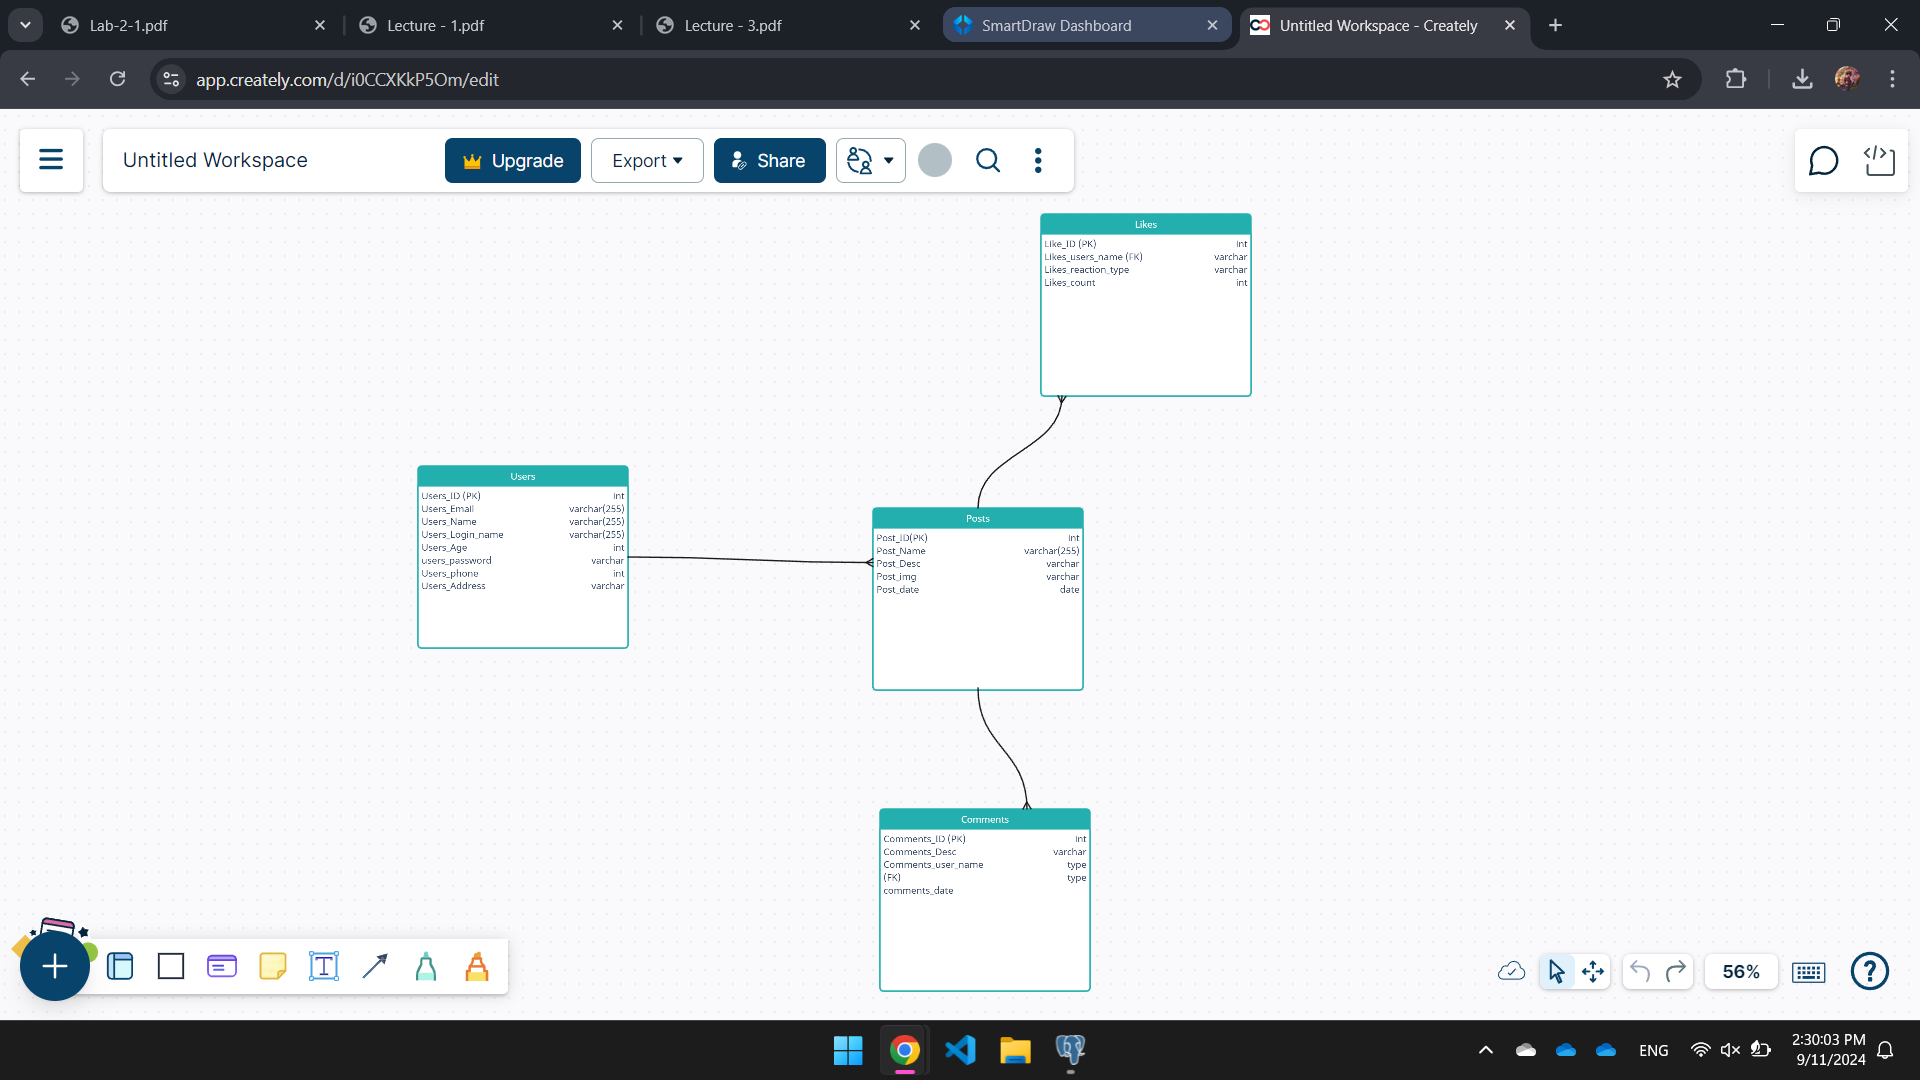 Lab-2-1.pdf
Lecture - 1.pdf
Lecture - 3.pdf
SmartDraw Dashboard
Untitled Workspace - Creately
app.creately.com/d/i0CCXKkP5Om/edit
Untitled Workspace
Upgrade
Export
Share
Likes
Like_ID (PK) int
Likes_users_name (FK) varchar
Likes_reaction_type varchar
Likes_count int
Users
Users_ID (PK) int
Users_Email varchar(255)
Users_Name varchar(255)
Users_Login_name varchar(255)
Users_Age int
users_password varchar
Users_phone int
Users_Address varchar
Posts
Post_ID(PK) int
Post_Name varchar(255)
Post_Desc varchar
Post_img varchar
Post_date date
Comments
Comments_ID (PK) int
Comments_Desc varchar
Comments_user_name type
(FK) type
comments_date
T
56%
?
ENG
2:30:03 PM
9/11/2024